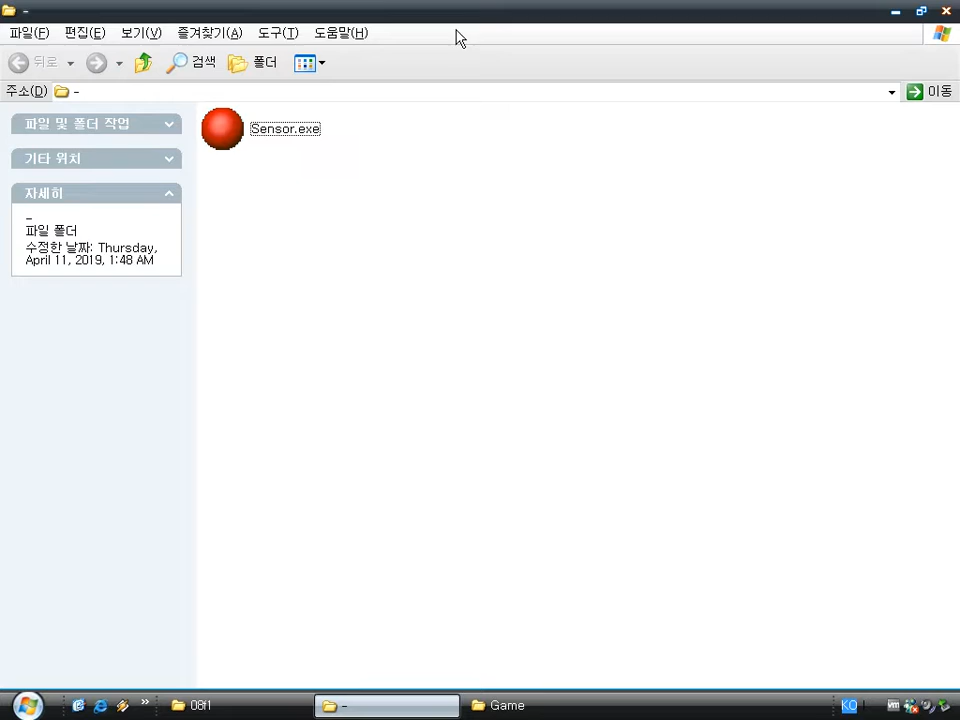 -
파일(F) 편집(E) 보기(V) 즐겨찾기(A) 도구(T) 도움말(H)
뒤로 검색 폴더
주소(D) - 이동
파일 및 폴더 작업
기타 위치
자세히
-
파일 폴더
수정한 날짜: Thursday,
April 11, 2019, 1:48 AM
Sensor.exe
08f1 - Game KO vm